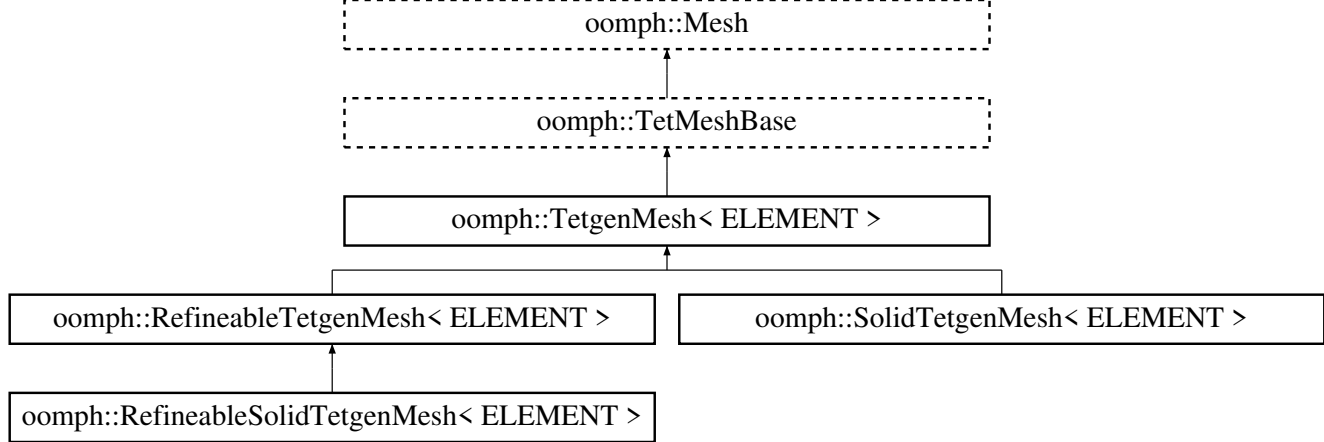 oomph::Mesh
oomph::TetMeshBase
oomph::TetgenMesh< ELEMENT >
oomph::RefineableTetgenMesh< ELEMENT >
oomph::SolidTetgenMesh< ELEMENT >
oomph::RefineableSolidTetgenMesh< ELEMENT >